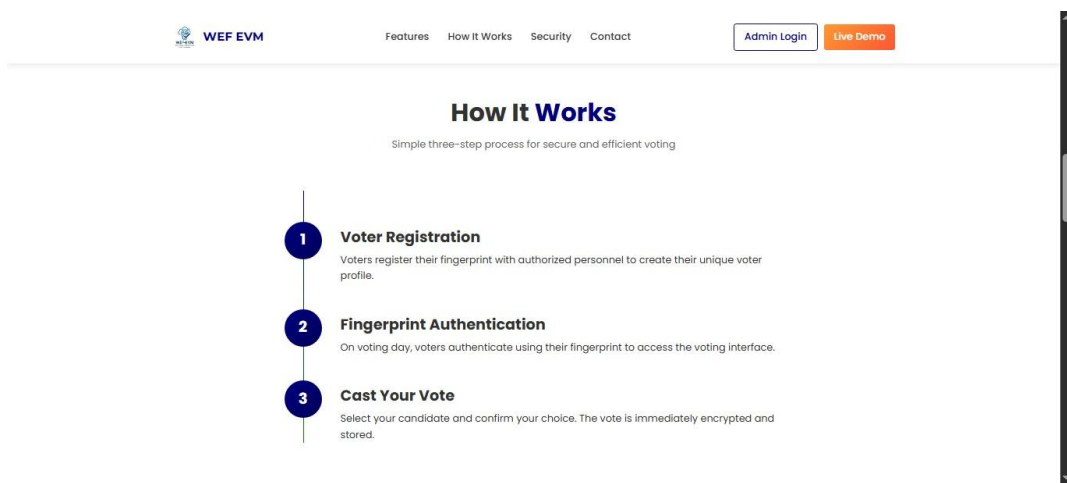 WEF EVM
Features
How It Works
Security
Contact
Admin Login
Live Demo
How It Works
Simple three-step process for secure and efficient voting
1
Voter Registration
Voters register their fingerprint with authorized personnel to create their unique voter
profile.
2
Fingerprint Authentication
On voting day, voters authenticate using their fingerprint to access the voting interface.
3
Cast Your Vote
Select your candidate and confirm your choice. The vote is immediately encrypted and
stored.